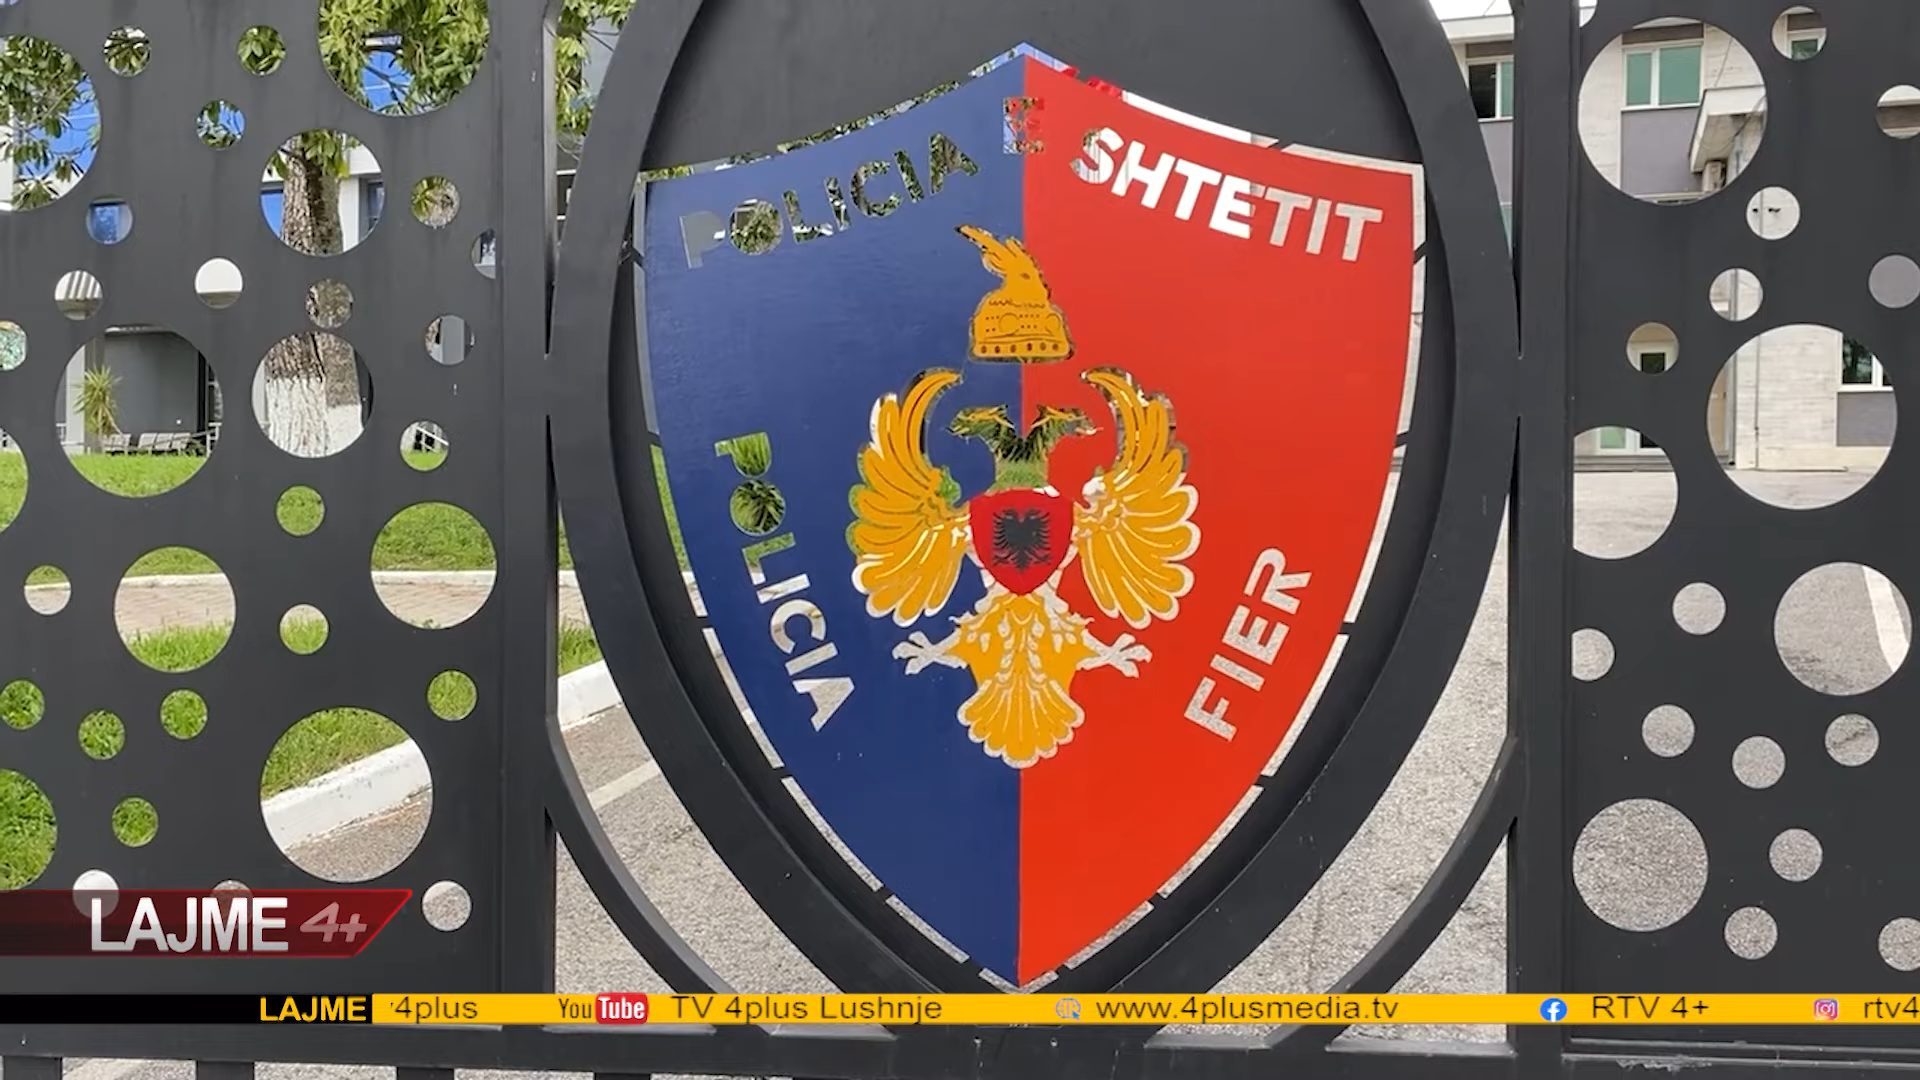 POLICIA E SHTETIT
POLICIA
FIER
LAJME 4+
LAJME 4plus YouTube TV 4plus Lushnje www.4plusmedia.tv RTV 4+ rtv4